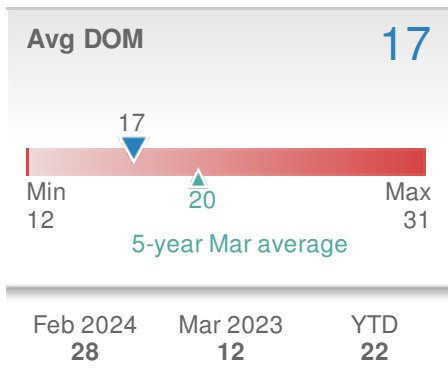 Avg DOM 17
17
Min Max
12 31
20
5-year Mar average
Feb 2024 Mar 2023 YTD
28 12 22